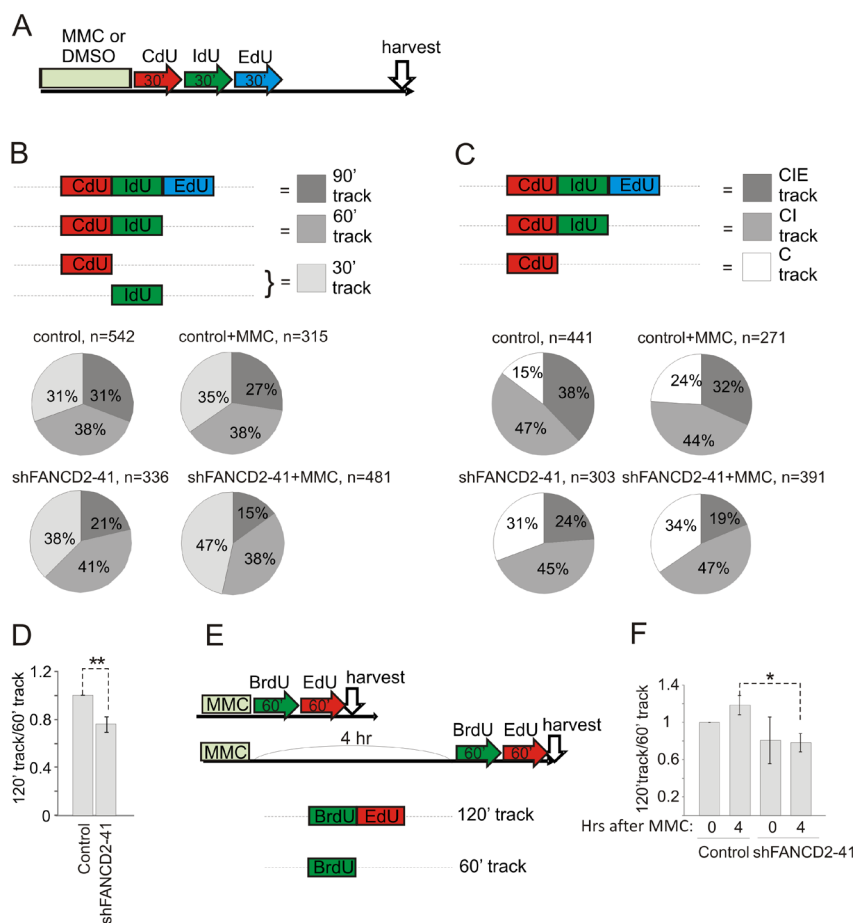 A
MMC or
DMSO
CdU IdU EdU
30' 30' 30'
harvest
B
CdU IdU EdU = 90' track
CdU IdU = 60' track
CdU
IdU
} = 30' track
control, n=542
31% 31% 38%
control+MMC, n=315
35% 27% 38%
shFANCD2-41, n=336
38% 21% 41%
shFANCD2-41+MMC, n=481
47% 15% 38%
C
CdU IdU EdU = CIE track
CdU IdU = CI track
CdU = C track
control, n=441
15% 38% 47%
control+MMC, n=271
24% 32% 44%
shFANCD2-41, n=303
31% 24% 45%
shFANCD2-41+MMC, n=391
34% 19% 47%
D
120' track/60' track
1.2
0.8
0.4
0
**
Control
shFANCD2-41
E
BrdU EdU harvest
MMC 60' 60'
4 hr
BrdU EdU harvest
MMC 60' 60'
BrdU EdU 120' track
BrdU 60' track
F
120'track/60' track
1.4
1
0.6
0.2
*
Hrs after MMC: 0 4 0 4
Control shFANCD2-41